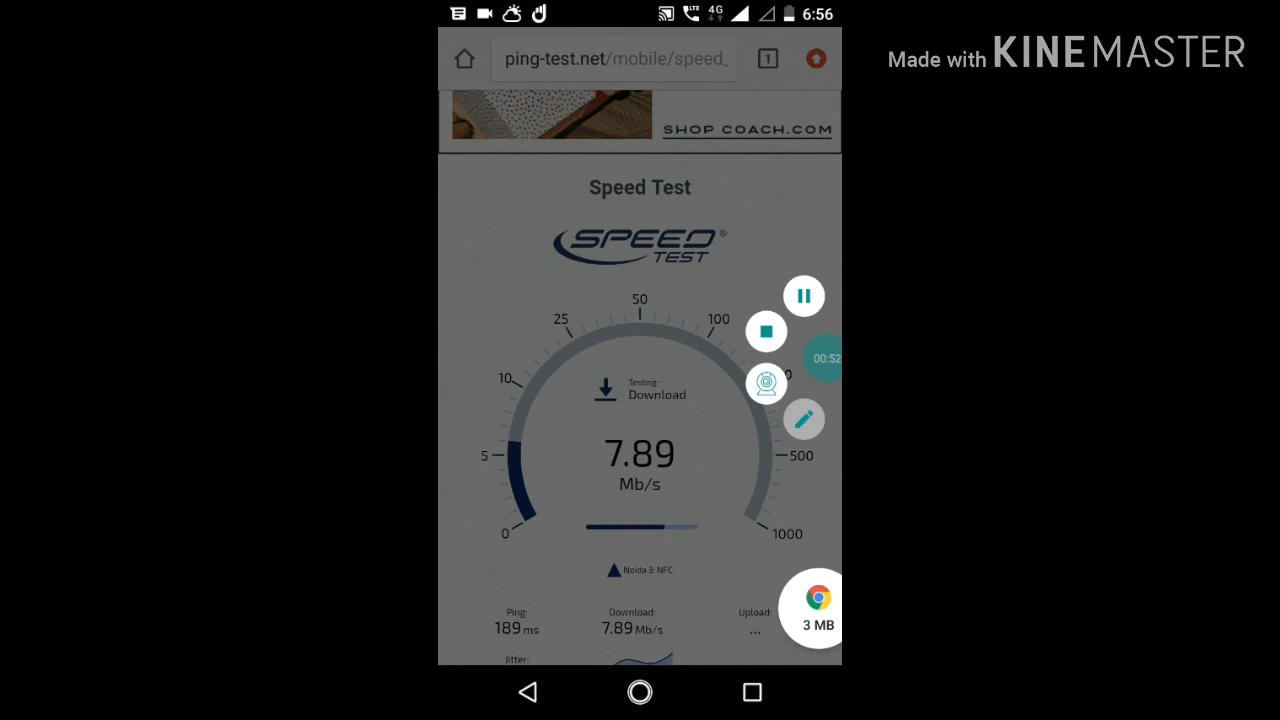 LTE 4G 6:56
Made with KINEMASTER
ping-test.net/mobile/speed_
1
SHOP COACH.COM
Speed Test
SPEED®
TEST
50
25
100
00:52
10
0
Testing:
Download
7.89
5
500
Mb/s
0
1000
Noida 3: NFC
Ping:
Download:
Upload:
189 ms
7.89 Mb/s
...
3 MB
Jitter: